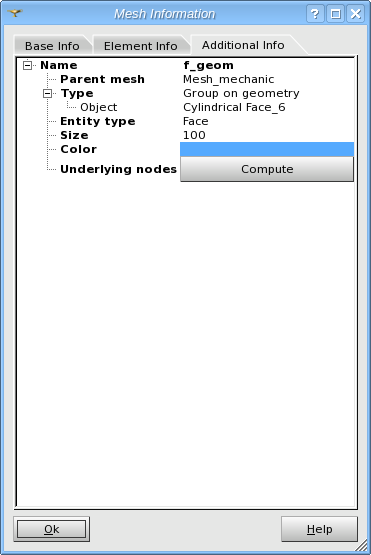 Mesh Information
Base Info Element Info Additional Info
Name f_geom
Parent mesh Mesh_mechanic
Type Group on geometry
Object Cylindrical Face_6
Entity type Face
Size 100
Color
Underlying nodes Compute
Ok Help